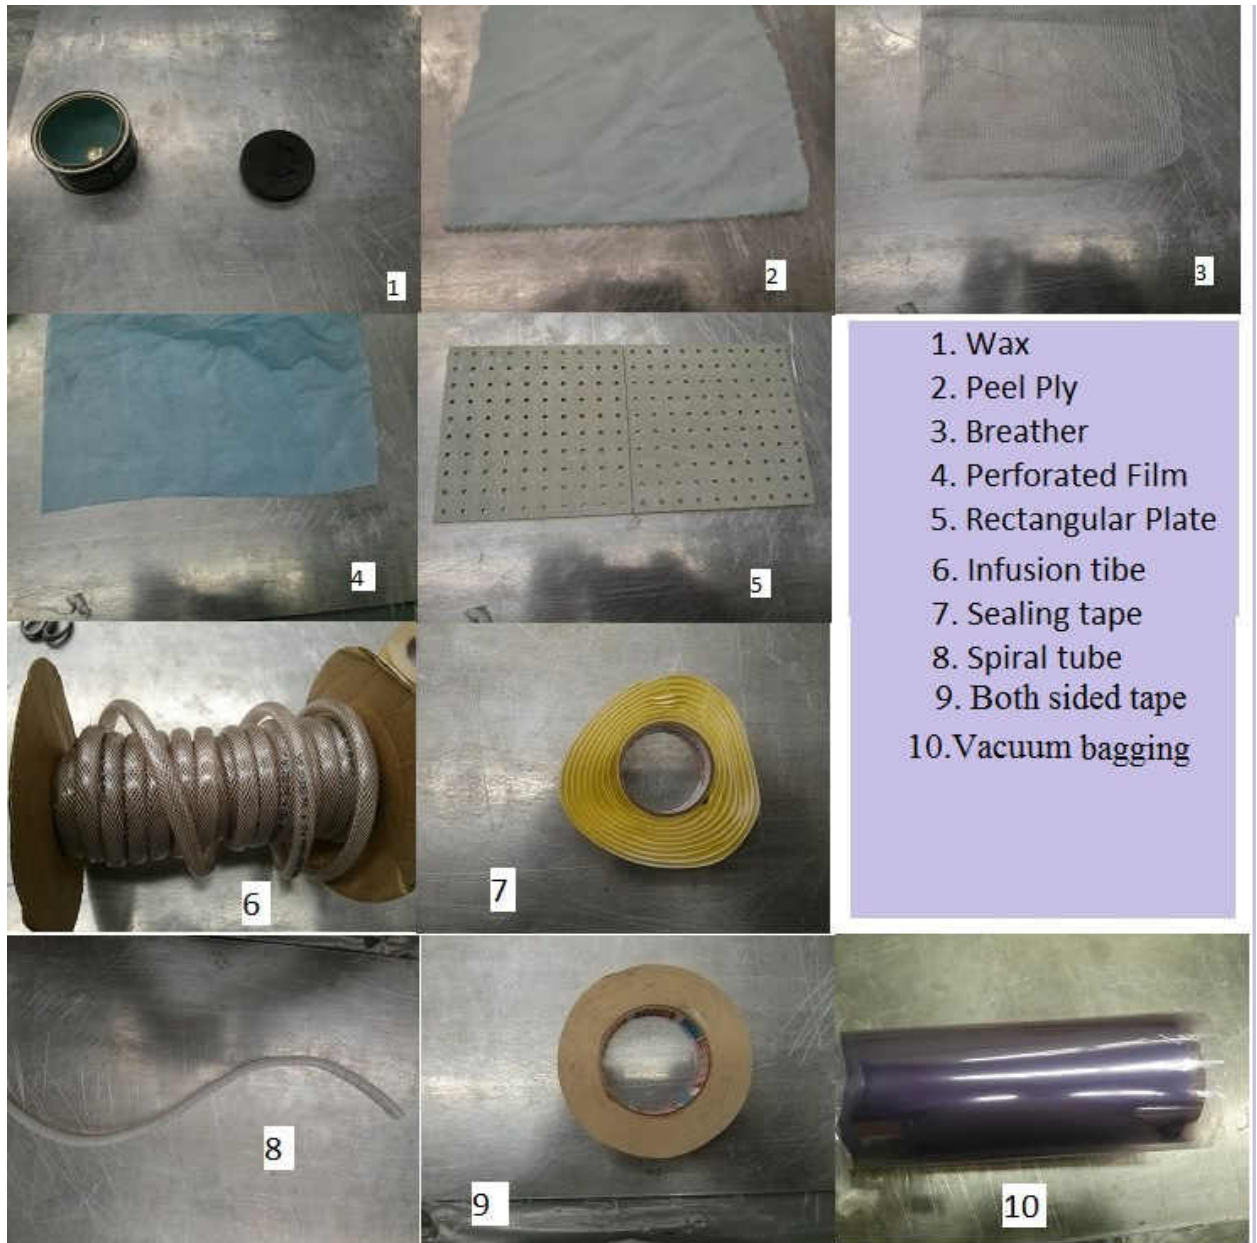 1
2
3
1. Wax
2. Peel Ply
3. Breather
4. Perforated Film
5. Rectangular Plate
6. Infusion tibe
7. Sealing tape
8. Spiral tube
9. Both sided tape
10.Vacuum bagging
4
5
6
7
8
9
10